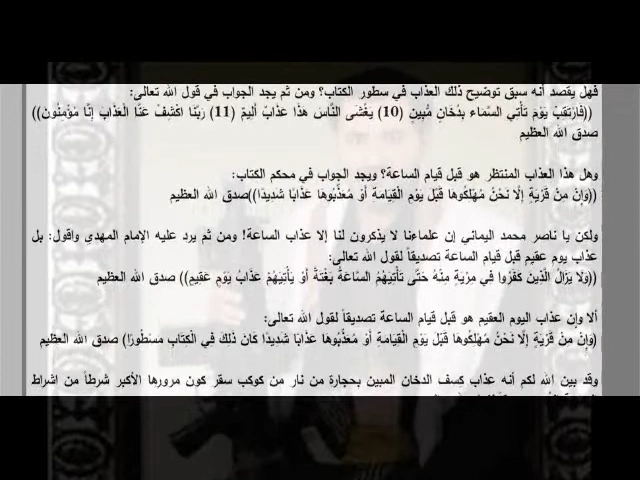 فهل يقصد أنه سبق توضيح ذلك العذاب في سطور الكتاب؟ ومن ثم يجد الجواب في قول الله تعالى:
((فَارْتَقِبْ يَوْمَ تَأْتِي السَّمَاء بِدُخَانٍ مُّبِينٍ (10) يَغْشَى النَّاسَ هَذَا عَذَابٌ أَلِيمٌ (11) رَبَّنَا اكْشِفْ عَنَّا الْعَذَابَ إِنَّا مُؤْمِنُونَ))
صدق الله العظيم
وهل هذا العذاب المنتظر هو قبل قيام الساعة؟ ويجد الجواب في محكم الكتاب:
((وَإِنْ مِنْ قَرْيَةٍ إِلَّا نَحْنُ مُهْلِكُوهَا قَبْلَ يَوْمِ الْقِيَامَةِ أَوْ مُعَذِّبُوهَا عَذَابًا شَدِيدًا))صدق الله العظيم
ولكن يا ناصر محمد اليماني إن علماءنا لا يذكرون لنا إلا عذاب الساعة! ومن ثم يرد عليه الإمام المهدي واقول: بل
عذاب يوم عقيم قبل قيام الساعة تصديقاً لقول الله تعالى:
((وَلَا يَزَالُ الَّذِينَ كَفَرُوا فِي مِرْيَةٍ مِنْهُ حَتَّى تَأْتِيَهُمُ السَّاعَةُ بَغْتَةً أَوْ يَأْتِيَهُمْ عَذَابُ يَوْمٍ عَقِيمٍ)) صدق الله العظيم
ألا وإن عذاب اليوم العقيم هو قبل قيام الساعة تصديقاً لقول الله تعالى:
(وَإِنْ مِنْ قَرْيَةٍ إِلَّا نَحْنُ مُهْلِكُوهَا قَبْلَ يَوْمِ الْقِيَامَةِ أَوْ مُعَذِّبُوهَا عَذَابًا شَدِيدًا كَانَ ذَلِكَ فِي الْكِتَابِ مَسْطُورًا) صدق الله العظيم
وقد بين الله لكم أنه عذاب كِسف الدخان المبين بحجارة من نار من كوكب سقر كون مرورها الأكبر شرطاً من اشراط